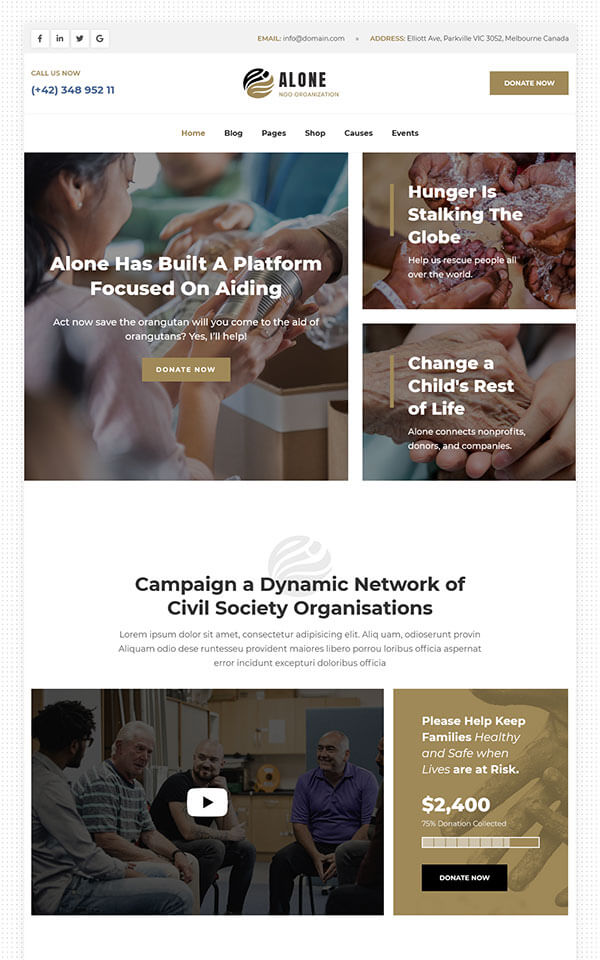 EMAIL: info@domain.com » ADDRESS: Elliott Ave, Parkville VIC 3052, Melbourne Canada
CALL US NOW
(+42) 348 952 11
ALONE
NGO ORGANIZATION
DONATE NOW
Home Blog Pages Shop Causes Events
Alone Has Built A Platform
Focused On Aiding
Act now save the orangutan will you come to the aid of
orangutans? Yes, I'll help!
DONATE NOW
Hunger Is
Stalking The
Globe
Help us rescue people all
over the world.
Change a
Child's Rest
of Life
Alone connects nonprofits,
donors, and companies.
Campaign a Dynamic Network of
Civil Society Organisations
Lorem ipsum dolor sit amet, consectetur adipisicing elit. Aliq uam, odioserunt provin
Aliquam odio dese runtesseu provident maiores libero porrou loribus officia aspernat
error incidunt excepturi doloribus officia
Please Help Keep
Families Healthy
and Safe when
Lives are at Risk.
$2,400
75% Donation Collected
DONATE NOW